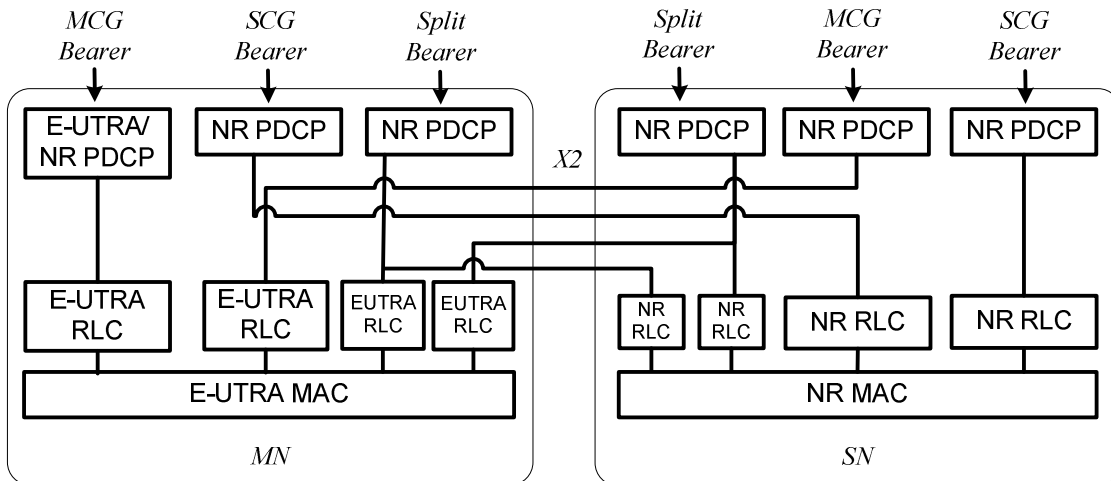 MCG
Bearer
SCG
Bearer
Split
Bearer
Split
Bearer
MCG
Bearer
SCG
Bearer
E-UTRA/
NR PDCP
NR PDCP
NR PDCP
X2
NR PDCP
NR PDCP
NR PDCP
E-UTRA
RLC
E-UTRA
RLC
EUTRA
RLC
EUTRA
RLC
NR
RLC
NR
RLC
NR RLC
NR RLC
E-UTRA MAC
NR MAC
MN
SN